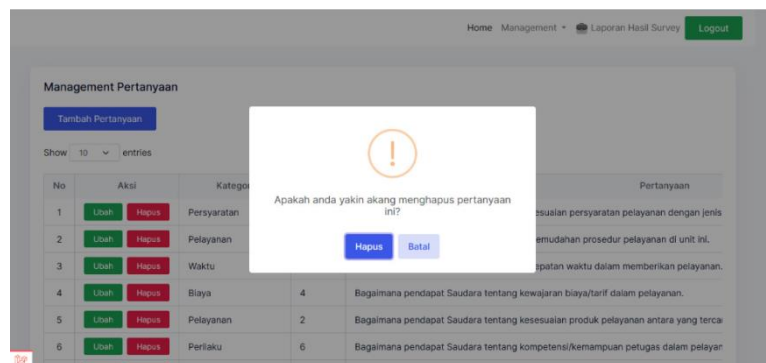 Home Management Laporan Hasil Survey Logout
Management Pertanyaan
Tambah Pertanyaan
Show 10 entries
No Aksi Kategor Pertanyaan
Apakah anda yakin akang menghapus pertanyaan
ini?
Hapus Batal
1 Ubah Hapus Persyaratan esuaian persyaratan pelayanan dengan jenis
2 Ubah Hapus Pelayanan emudahan prosedur pelayanan di unit ini.
3 Ubah Hapus Waktu epatan waktu dalam memberikan pelayanan.
4 Ubah Hapus Biaya 4 Bagaimana pendapat Saudara tentang kewajaran biaya/tarif dalam pelayanan.
5 Ubah Hapus Pelayanan 2 Bagaimana pendapat Saudara tentang kesesuaian produk pelayanan antara yang terca
6 Ubah Hapus Perilaku 6 Bagaimana pendapat Saudara tentang kompetensi/kemampuan petugas dalam pelayan